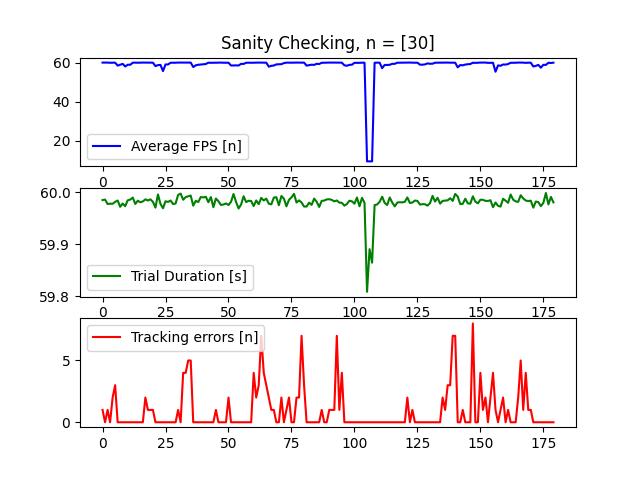 Sanity Checking, n = [30]
60
40
20
Average FPS [n]
0 25 50 75 100 125 150 175
60.0
59.9
59.8
Trial Duration [s]
0 25 50 75 100 125 150 175
5
0
Tracking errors [n]
0 25 50 75 100 125 150 175